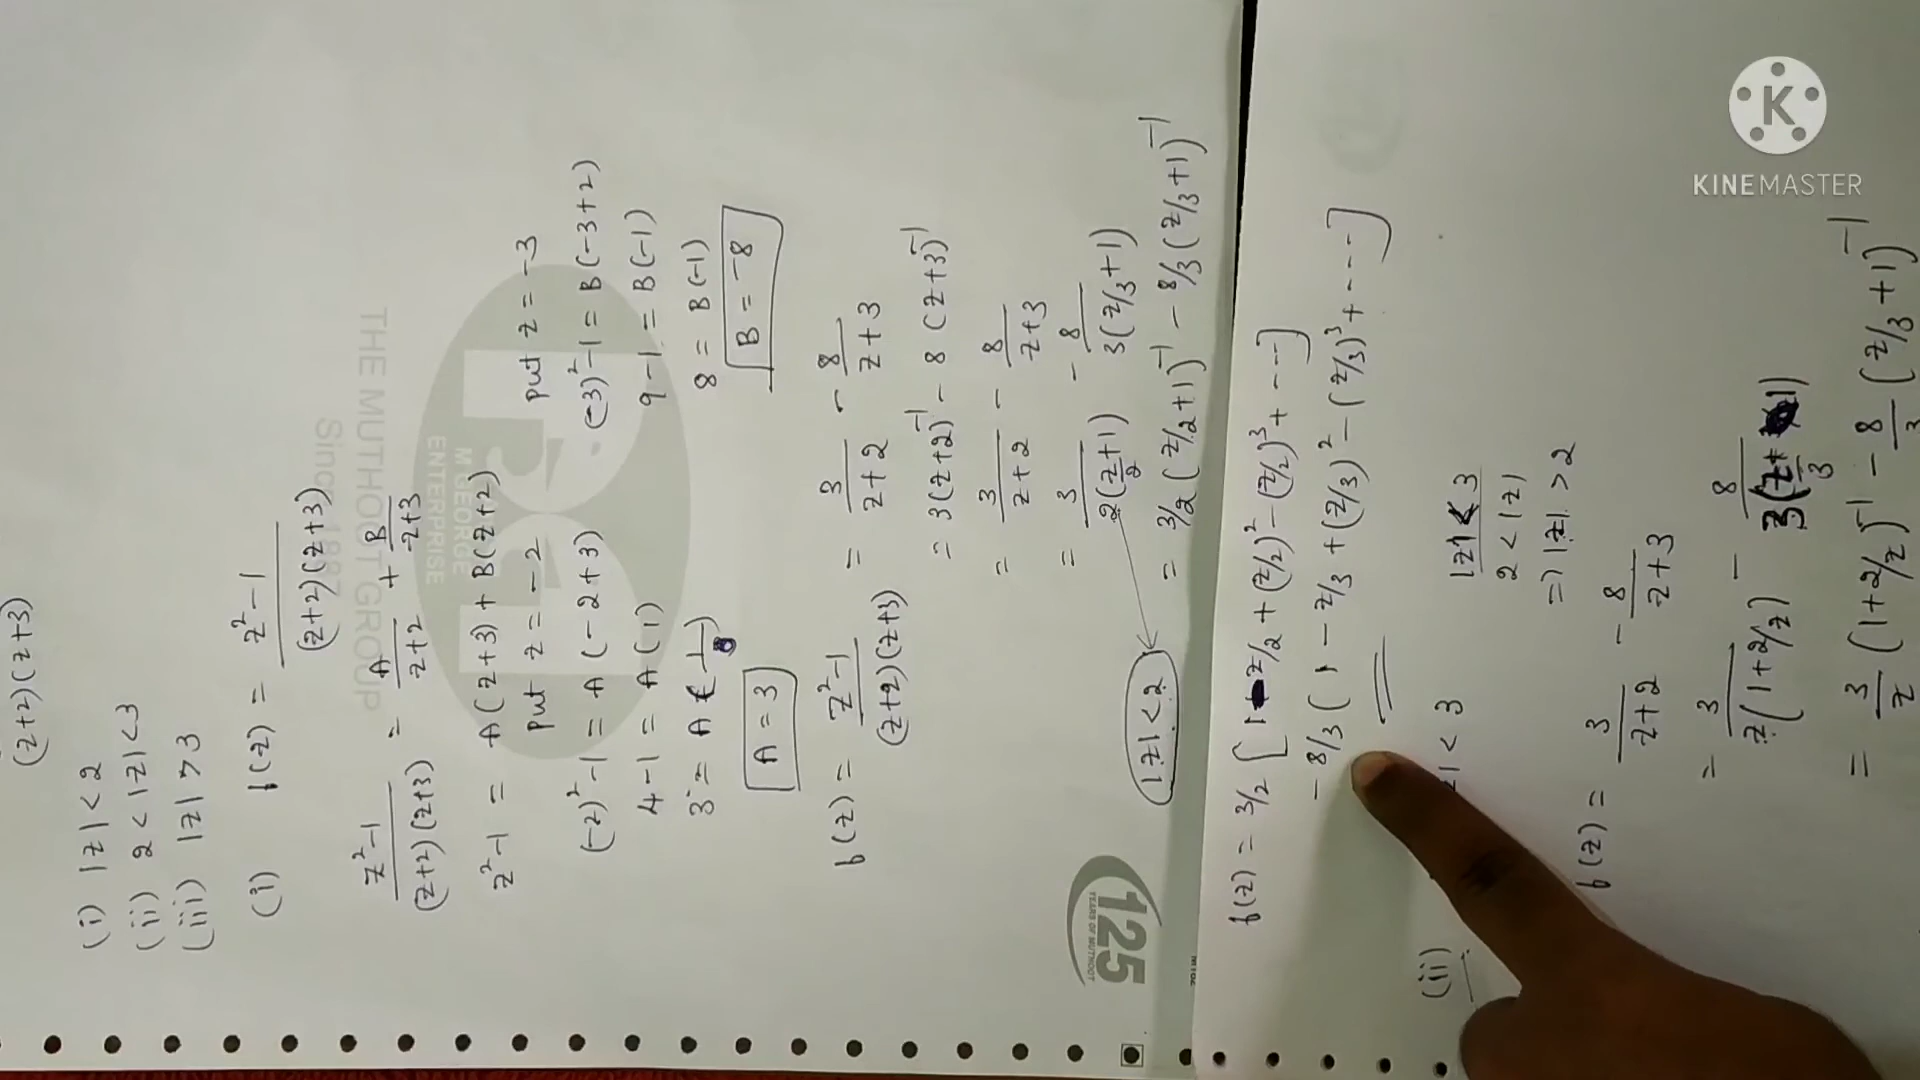 (z+2)(z+3)
(i) |z| < 2
(ii) 2 < |z| < 3
(iii) |z| > 3
(i) f(z) = z²-1 / (z+2)(z+3)
z²-1 / (z+2)(z+3) = A / z+2 + B / z+3
z²-1 = A(z+3) + B(z+2)
put z = -2
(-2)²-1 = A(-2+3)
4-1 = A(1)
3 = A(1)
A = 3
put z = -3
(-3)²-1 = B(-3+2)
9-1 = B(-1)
8 = B(-1)
B = -8
f(z) = z²-1 / (z+2)(z+3) = 3 / z+2 - 8 / z+3
= 3(z+2)⁻¹ - 8(z+3)⁻¹
= 3 / z+2 - 8 / z+3
= 3 / 2(z/2+1) - 8 / 3(z/3+1)
|z| < 2 = 3/2(z/2+1)⁻¹ - 8/3(z/3+1)⁻¹
THE MUTHOOT GROUP
Since 1887
M GEORGE
ENTERPRISE
125
YEARS OF MUTHOOT
f(z) = 3/2 [1 - z/2 + (z/2)² - (z/2)³ + ---]
- 8/3 (1 - z/3 + (z/3)² - (z/3)³ + ----]
(ii) z| < 3
|z| < 3
2 < |z|
=> |z| > 2
f(z) = 3 / z+2 - 8 / z+3
= 3 / z(1+2/z) - 8 / 3(z/3+1)
= 3/z (1+2/z)⁻¹ - 8/3 (z/3+1)⁻¹
K
KINEMASTER